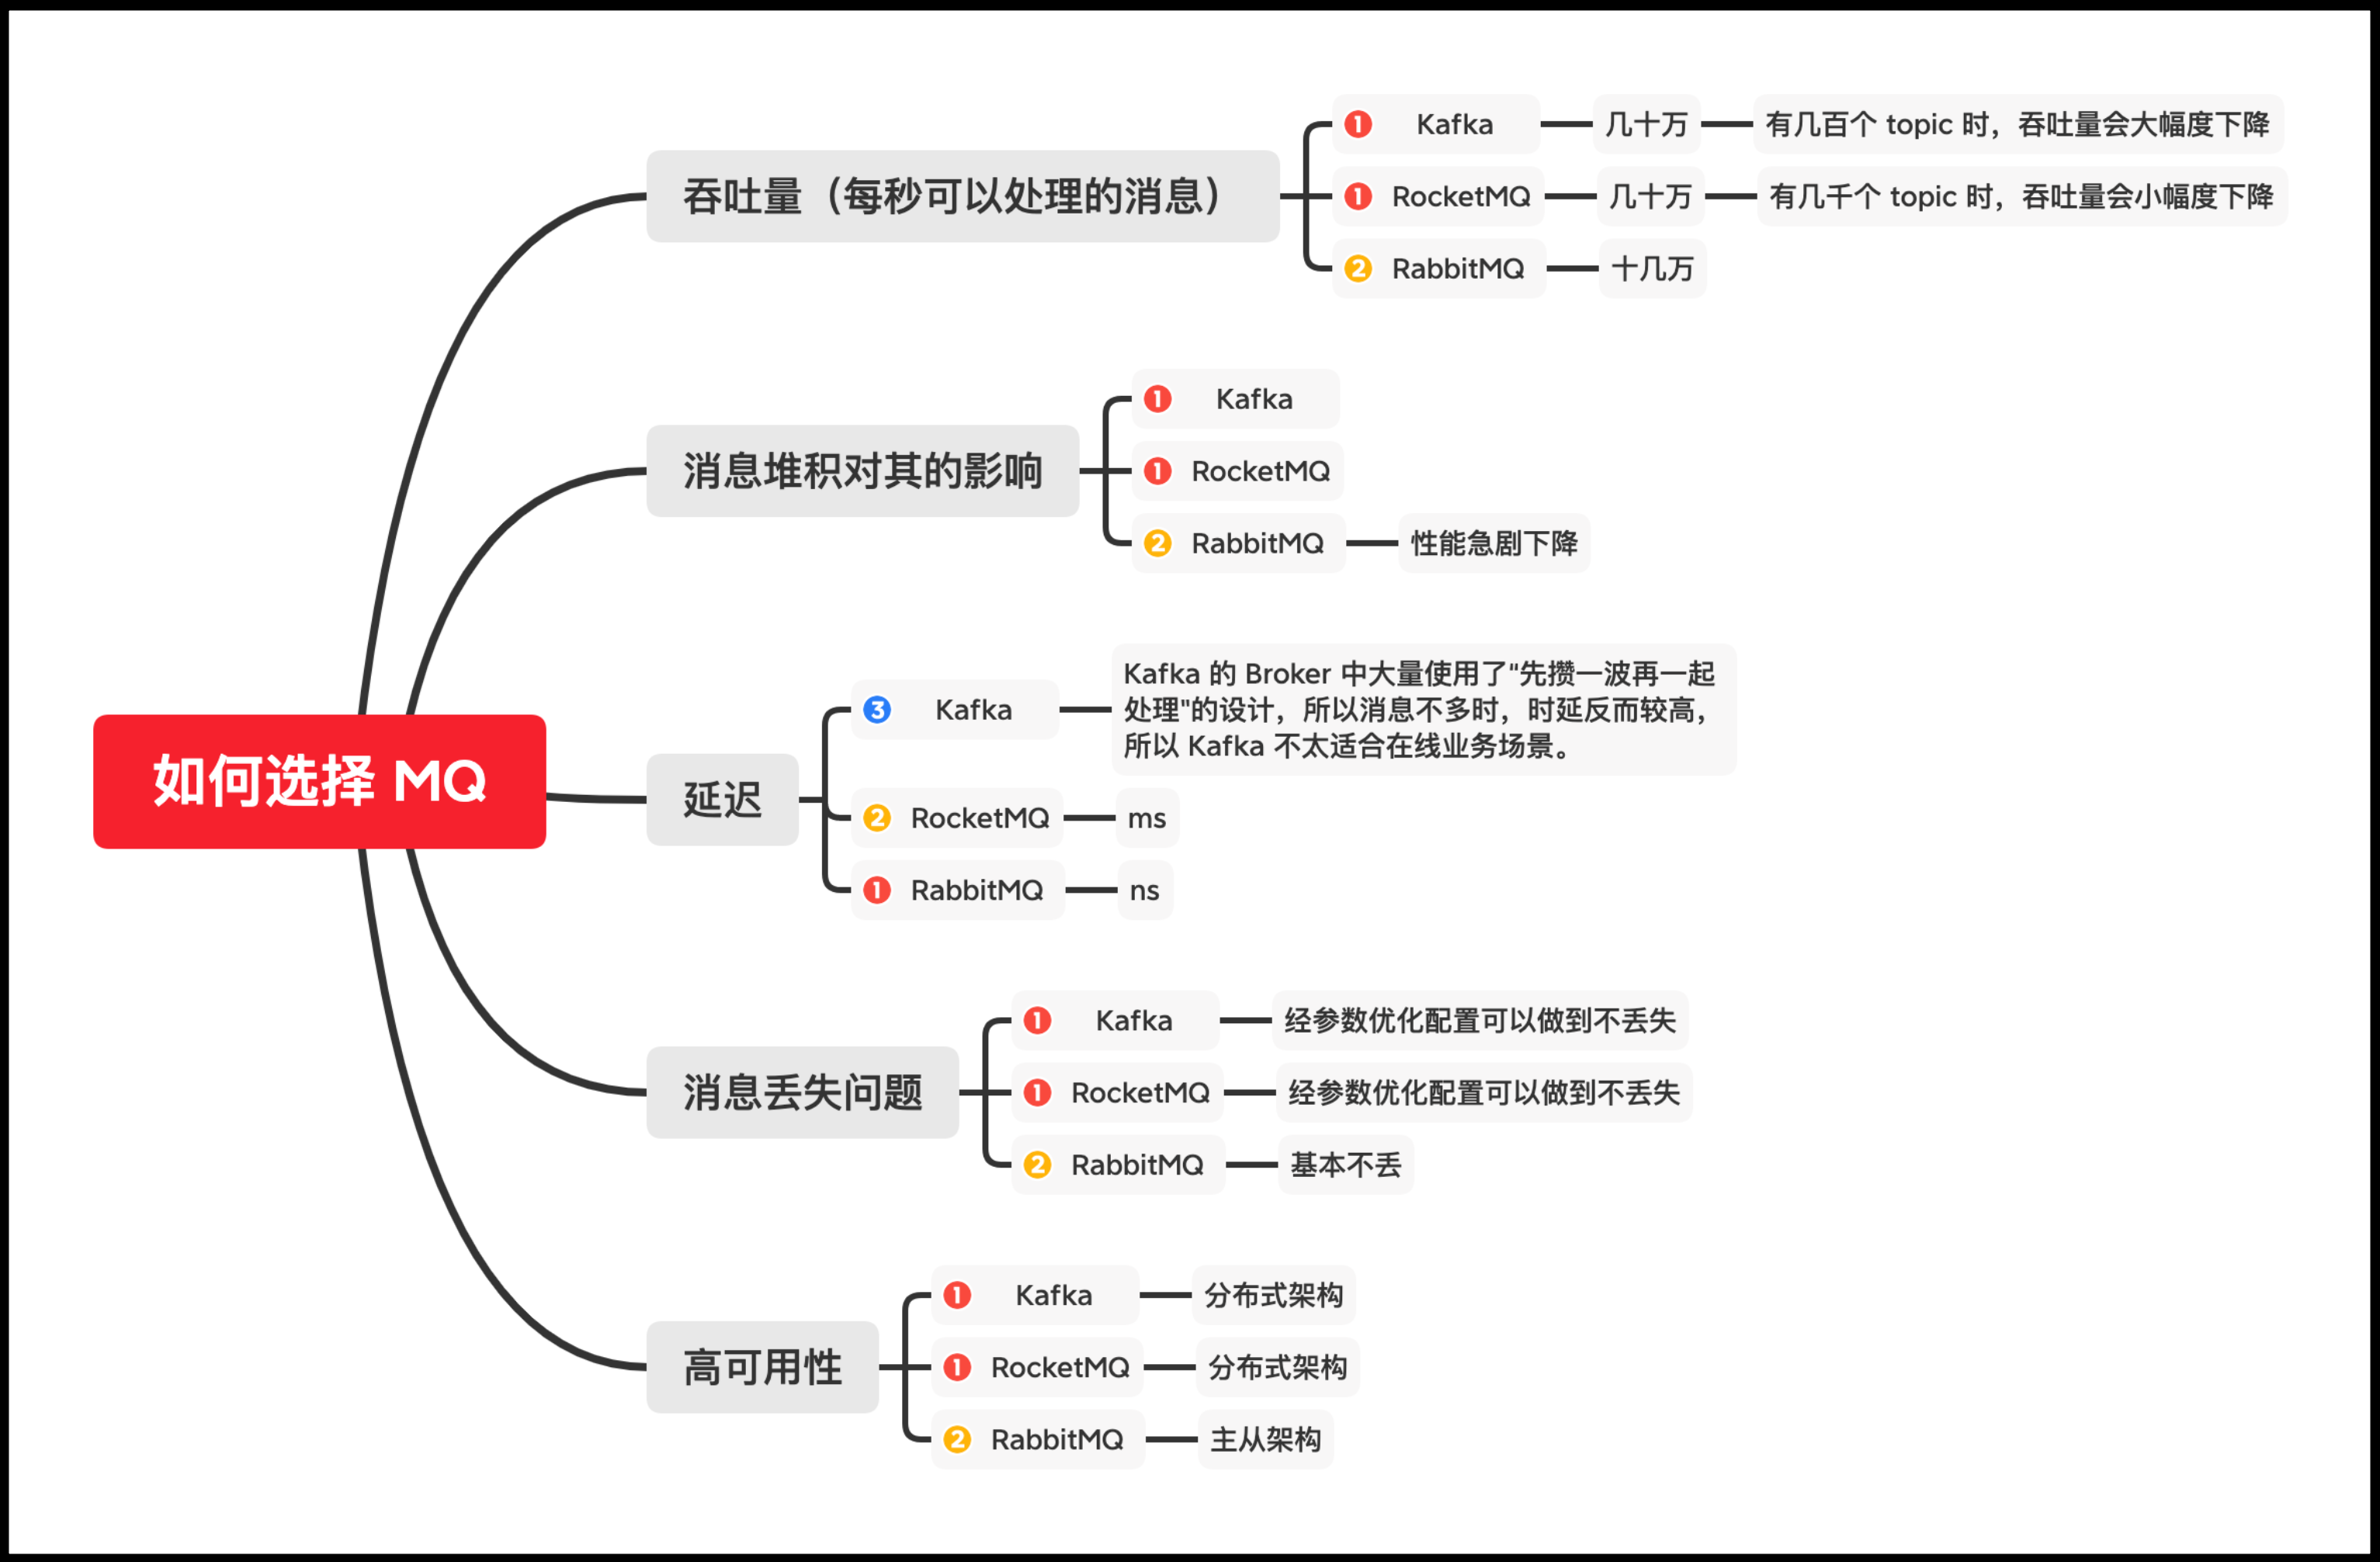 如何选择 MQ
吞吐量（每秒可以处理的消息）
1 Kafka 几十万 有几百个 topic 时，吞吐量会大幅度下降
1 RocketMQ 几十万 有几千个 topic 时，吞吐量会小幅度下降
2 RabbitMQ 十几万
消息堆积对其的影响
1 Kafka
1 RocketMQ
2 RabbitMQ 性能急剧下降
延迟
3 Kafka
Kafka 的 Broker 中大量使用了"先攒一波再一起
处理"的设计，所以消息不多时，时延反而较高，
所以 Kafka 不太适合在线业务场景。
2 RocketMQ ms
1 RabbitMQ ns
消息丢失问题
1 Kafka 经参数优化配置可以做到不丢失
1 RocketMQ 经参数优化配置可以做到不丢失
2 RabbitMQ 基本不丢
高可用性
1 Kafka 分布式架构
1 RocketMQ 分布式架构
2 RabbitMQ 主从架构